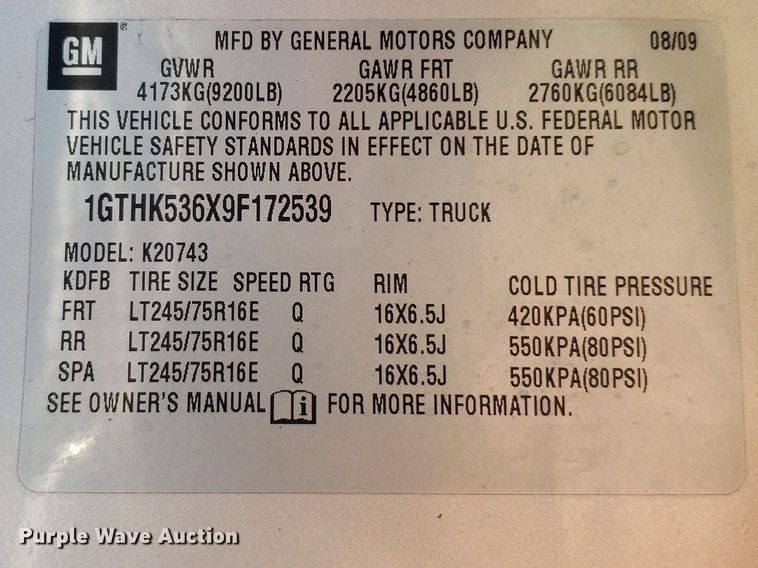 GM ® MFD BY GENERAL MOTORS COMPANY 08/09
GVWR GAWR FRT GAWR RR
4173KG(9200LB) 2205KG(4860LB) 2760KG(6084LB)
THIS VEHICLE CONFORMS TO ALL APPLICABLE U.S. FEDERAL MOTOR
VEHICLE SAFETY STANDARDS IN EFFECT ON THE DATE OF
MANUFACTURE SHOWN ABOVE.
1GTHK536X9F172539 TYPE: TRUCK
MODEL: K20743
KDFB TIRE SIZE SPEED RTG RIM COLD TIRE PRESSURE
FRT LT245/75R16E Q 16X6.5J 420KPA(60PSI)
RR LT245/75R16E Q 16X6.5J 550KPA(80PSI)
SPA LT245/75R16E Q 16X6.5J 550KPA(80PSI)
SEE OWNER'S MANUAL i FOR MORE INFORMATION.
Purple Wave Auction